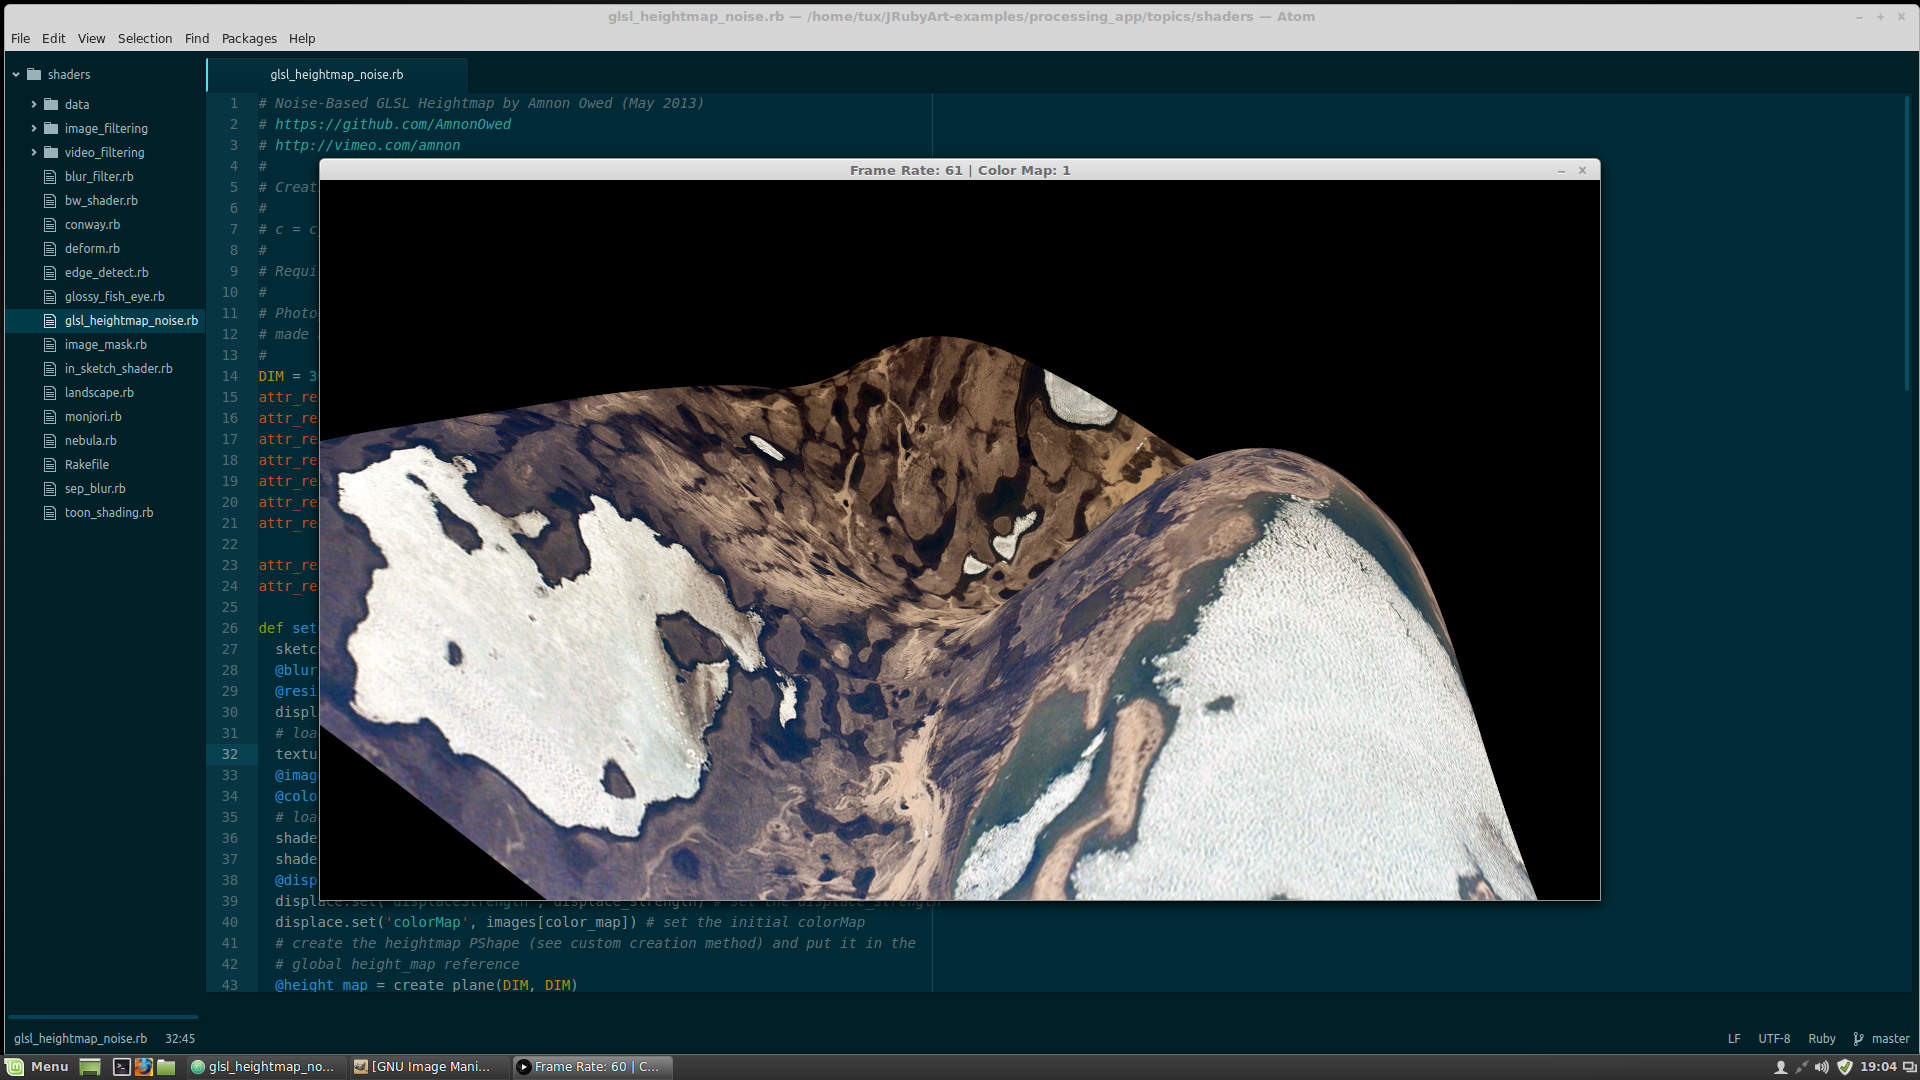 glsl_heightmap_noise.rb — /home/tux/JRubyArt-examples/processing_app/topics/shaders — Atom
File Edit View Selection Find Packages Help
shaders
data
image_filtering
video_filtering
blur_filter.rb
bw_shader.rb
conway.rb
deform.rb
edge_detect.rb
glossy_fish_eye.rb
glsl_heightmap_noise.rb
image_mask.rb
in_sketch_shader.rb
landscape.rb
monjori.rb
nebula.rb
Rakefile
sep_blur.rb
toon_shading.rb
glsl_heightmap_noise.rb
1 # Noise-Based GLSL Heightmap by Amnon Owed (May 2013)
2 # https://github.com/AmnonOwed
3 # http://vimeo.com/amnon
4 #
5 # Creat
6 #
7 # c = c
8 #
9 # Requi
10 #
11 # Photo
12 # made
13 #
14 DIM = 3
15 attr_re
16 attr_re
17 attr_re
18 attr_re
19 attr_re
20 attr_re
21 attr_re
22
23 attr_re
24 attr_re
25
26 def set
27 sketc
28 @blur
29 @resi
30 displ
31 # loa
32 textu
33 @imag
34 @colo
35 # loa
36 shade
37 shade
38 @disp
39 displace.set('displaceStrength', displace_strength) # set the displace_strength
40 displace.set('colorMap', images[color_map]) # set the initial colorMap
41 # create the heightmap PShape (see custom creation method) and put it in the
42 # global height_map reference
43 @height_map = create_plane(DIM, DIM)
Frame Rate: 61 | Color Map: 1
glsl_heightmap_noise.rb 32:45
LF UTF-8 Ruby master
Menu
glsl_heightmap_no...
[GNU Image Mani...
Frame Rate: 60 | C...
19:04